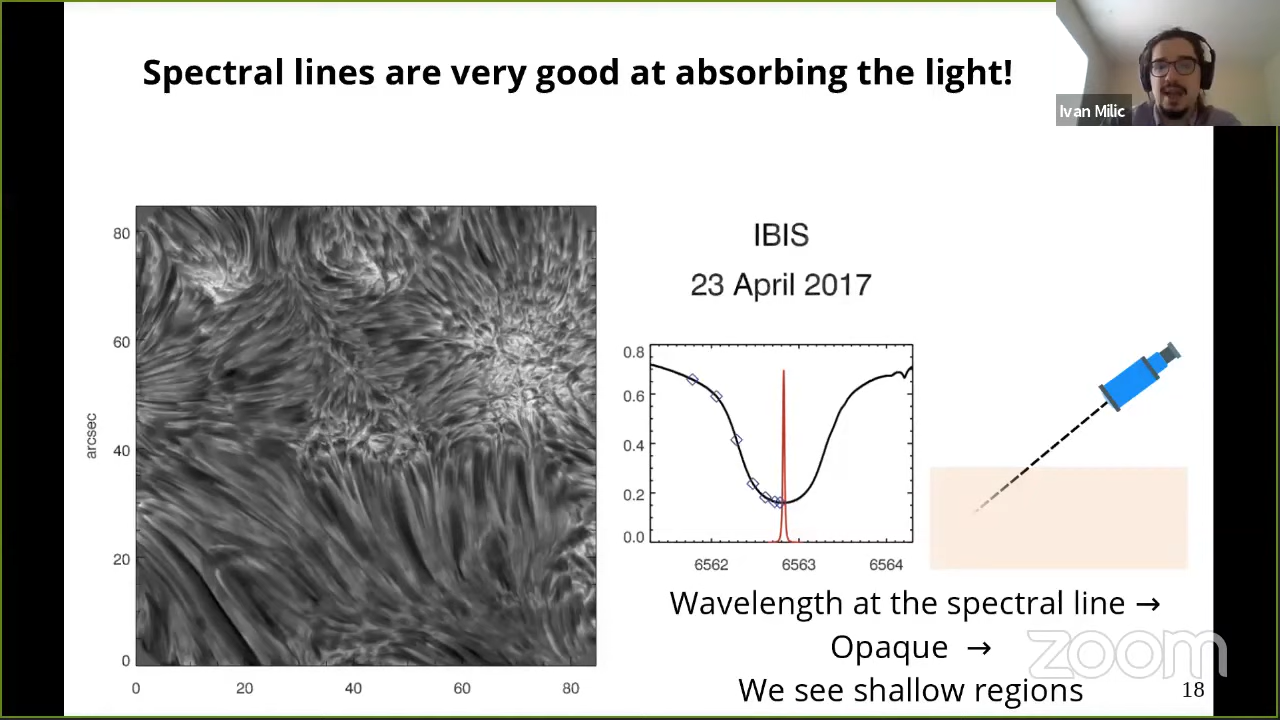 Spectral lines are very good at absorbing the light!
Ivan Milic
IBIS
23 April 2017
80
60
40
20
0
arcsec
0 20 40 60 80
0.8
0.6
0.4
0.2
0.0
6562 6563 6564
Wavelength at the spectral line →
Opaque →
We see shallow regions
zoom
18